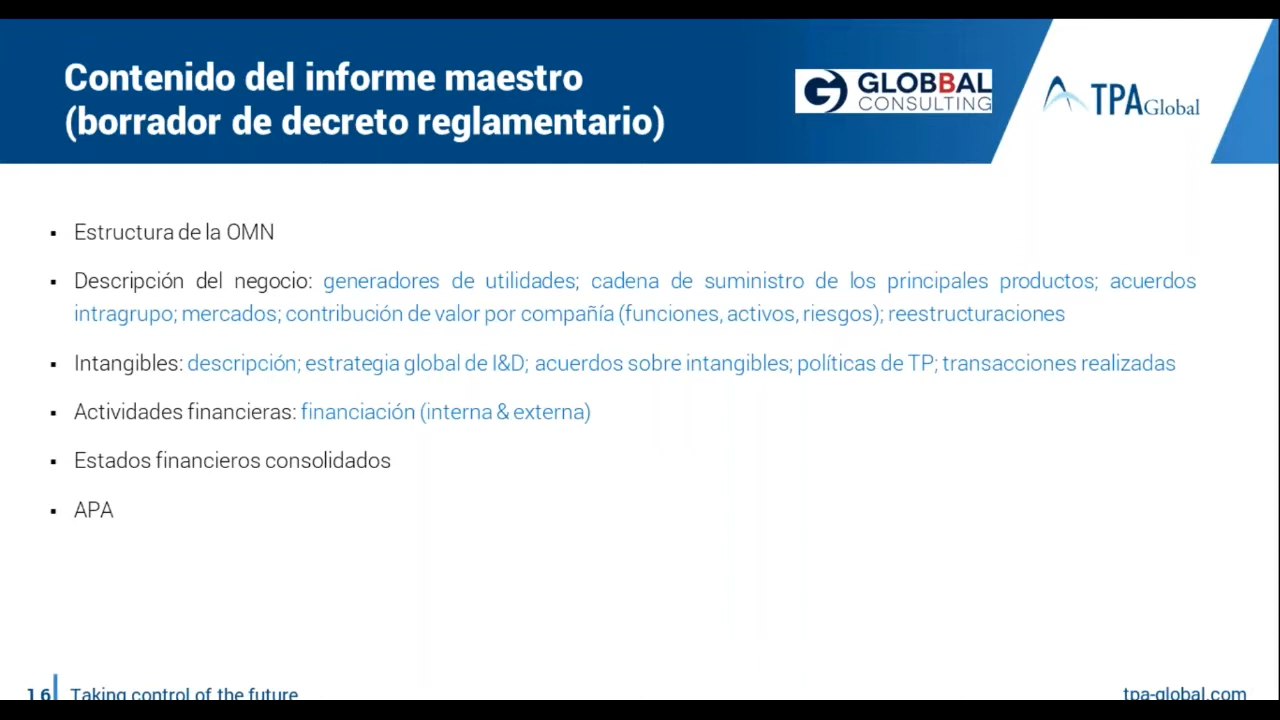 Contenido del informe maestro
(borrador de decreto reglamentario)
GLOBBAL
CONSULTING
TPAGlobal
▪ Estructura de la OMN
▪ Descripción del negocio: generadores de utilidades; cadena de suministro de los principales productos; acuerdos
intragrupo; mercados; contribución de valor por compañía (funciones, activos, riesgos); reestructuraciones
▪ Intangibles: descripción; estrategia global de I&D; acuerdos sobre intangibles; políticas de TP; transacciones realizadas
▪ Actividades financieras: financiación (interna & externa)
▪ Estados financieros consolidados
▪ APA
16 Taking control of the future
tpa-global.com